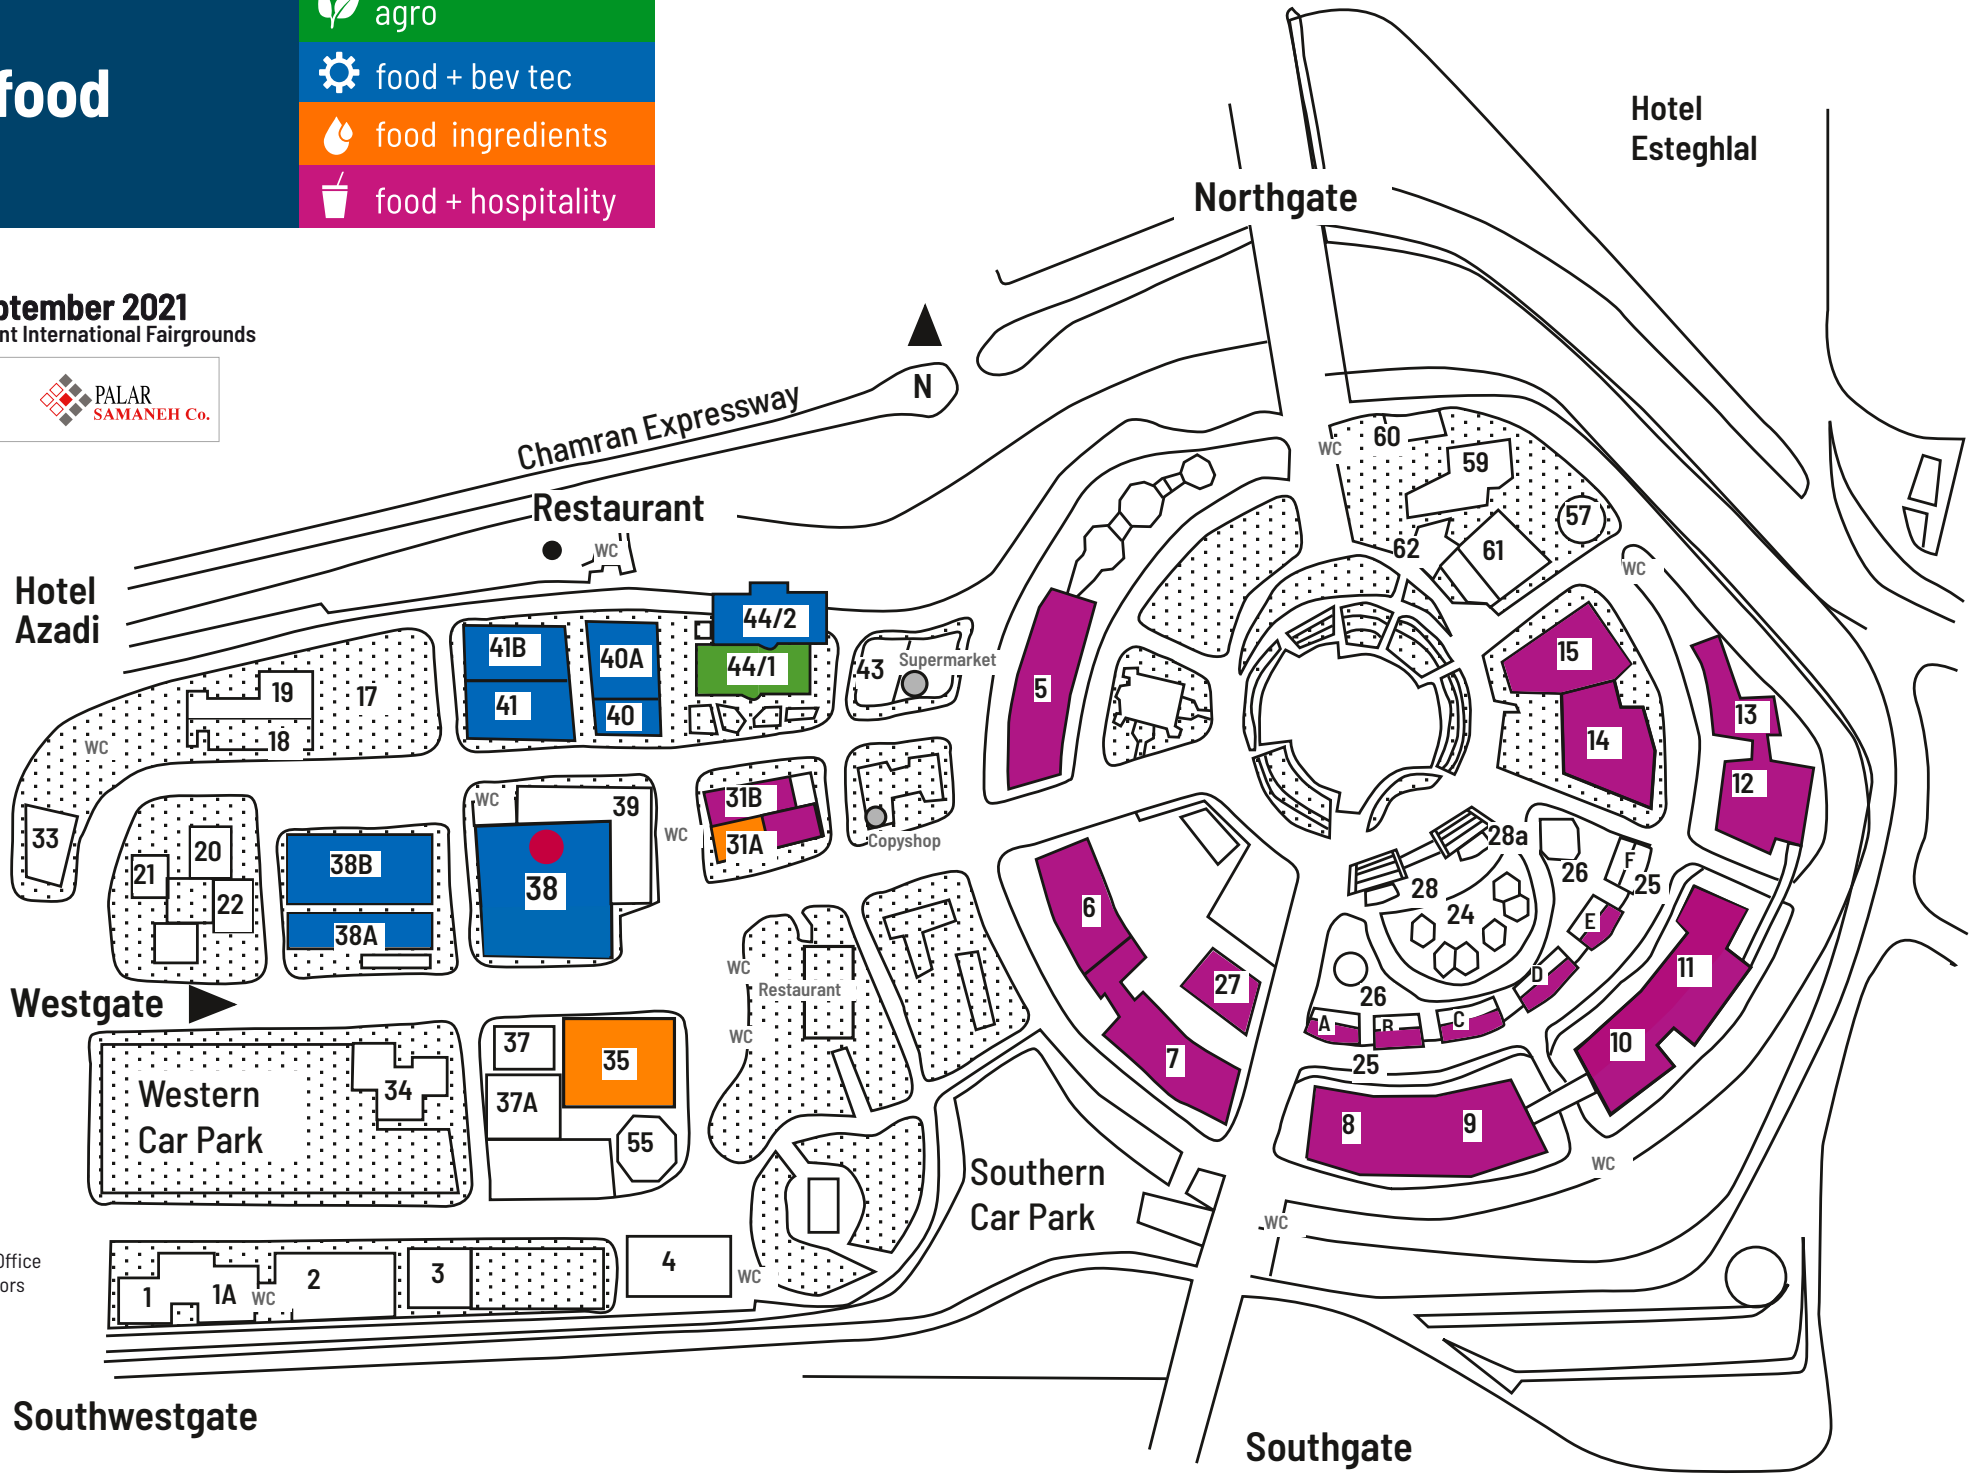 agro
food + bev tec
food
food ingredients
food + hospitality
Hotel
Esteghlal
Northgate
ptember 2021
nt International Fairgrounds
PALAR
SAMANEH Co.
N
Chamran Expressway
Restaurant
WC
Hotel
Azadi
60
WC
59
57
62
61
WC
44/2
41B
40A
44/1
43
Supermarket
41
40
19
17
18
WC
5
15
14
13
12
33
20
21
22
38B
38A
WC
39
38
WC
31B
31A
Copyshop
28a
28
24
26
F
25
E
D
6
27
7
26
A
B
C
25
11
10
8
9
WC
WC
Restaurant
WC
Westgate
Western
Car Park
34
37
35
37A
55
Southern
Car Park
WC
Office
ors
1
1A
WC
2
3
4
WC
Southwestgate
Southgate